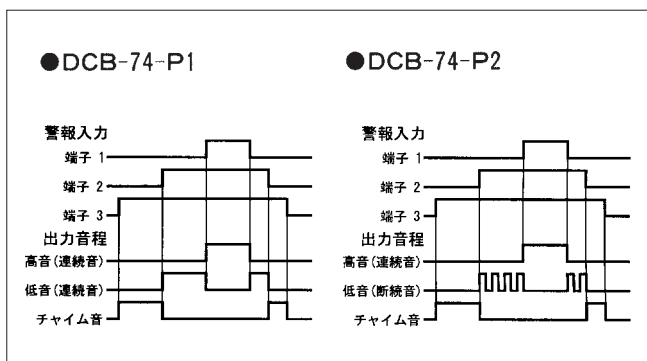 ●DCB-74-P1
警報入力
端子 1
端子 2
端子 3
出力音程
高音(連続音)
低音(連続音)
チャイム音
●DCB-74-P2
警報入力
端子 1
端子 2
端子 3
出力音程
高音(連続音)
低音(断続音)
チャイム音